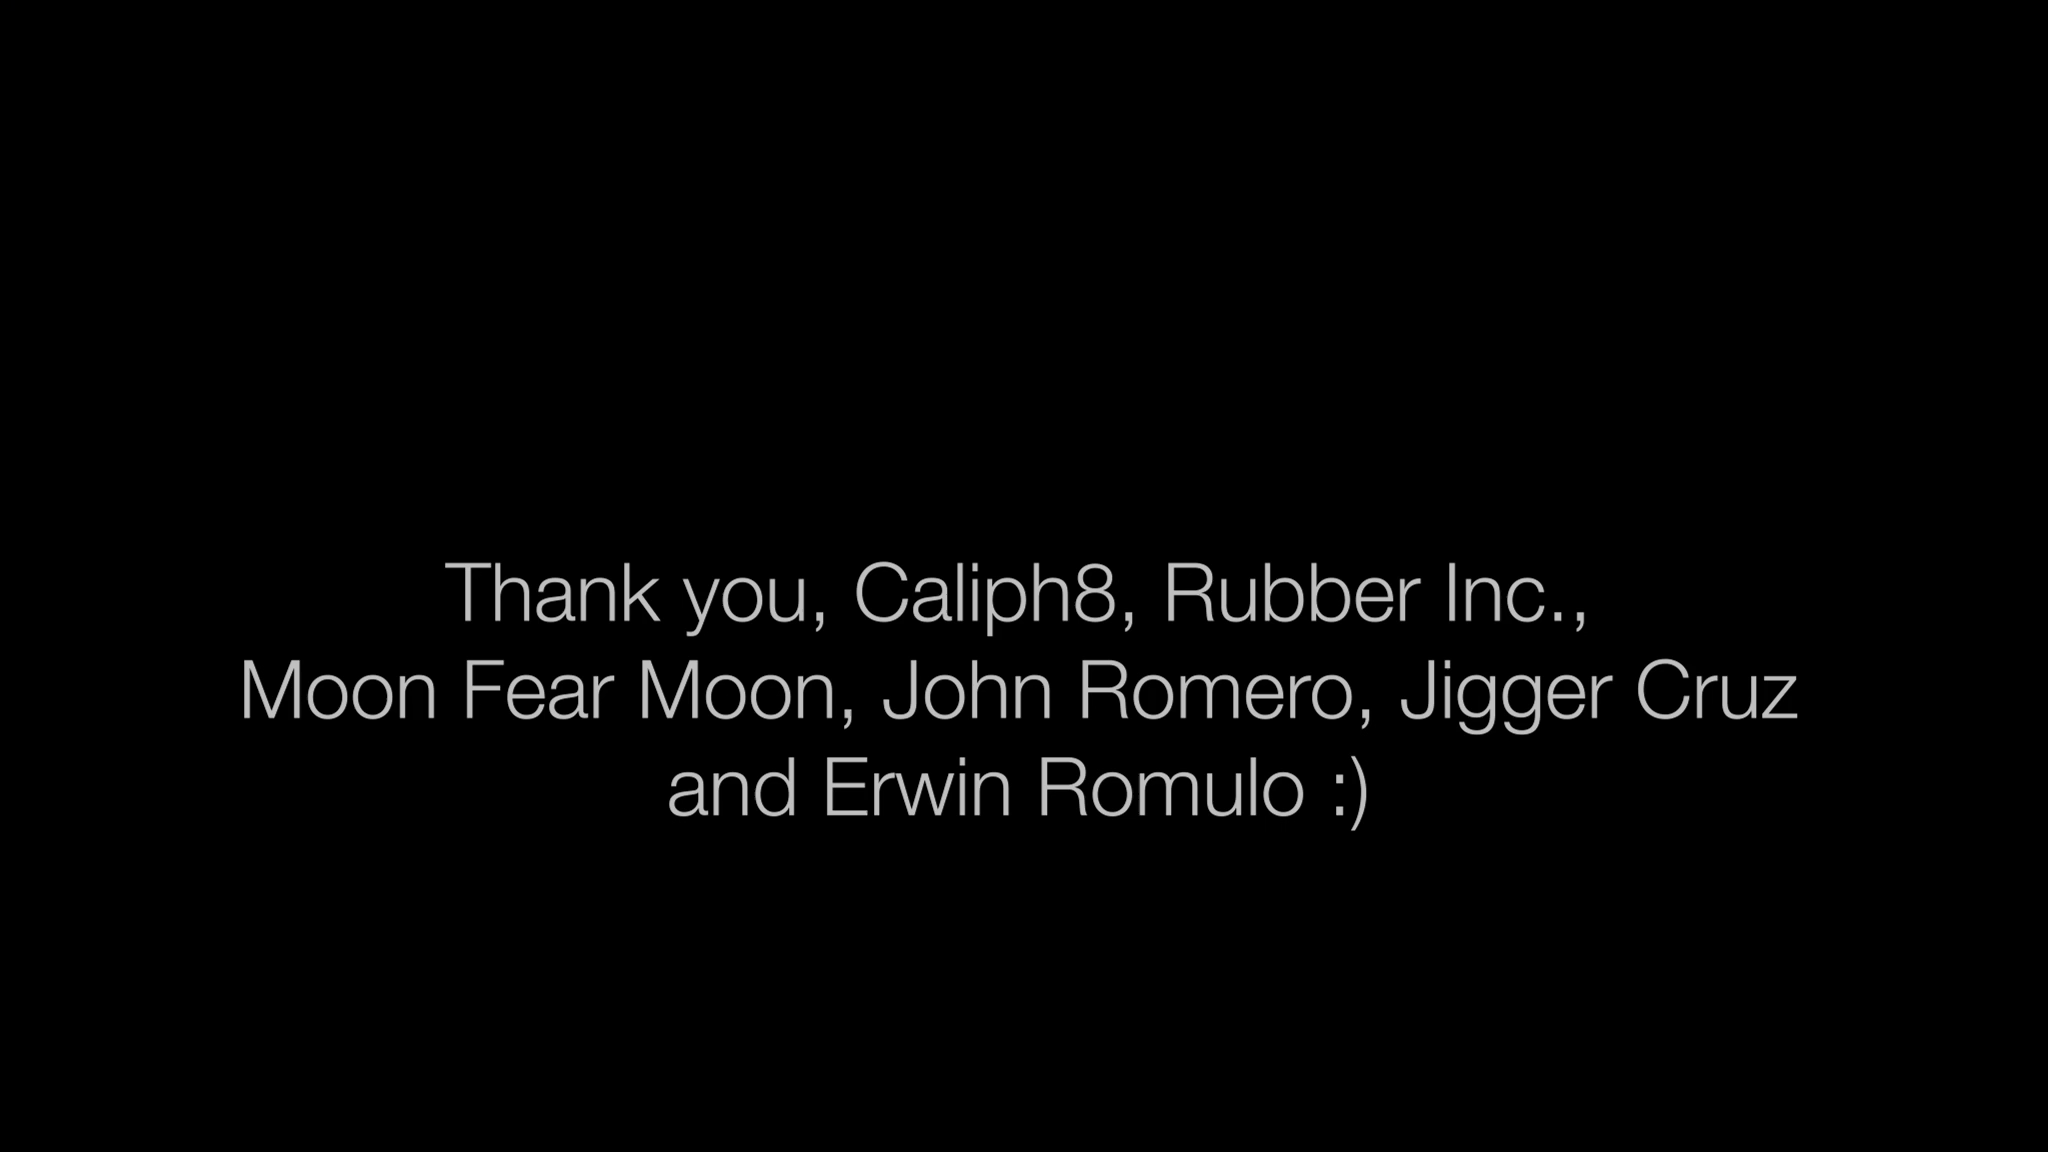 Thank you, Caliph8, Rubber Inc.,
Moon Fear Moon, John Romero, Jigger Cruz
and Erwin Romulo :)